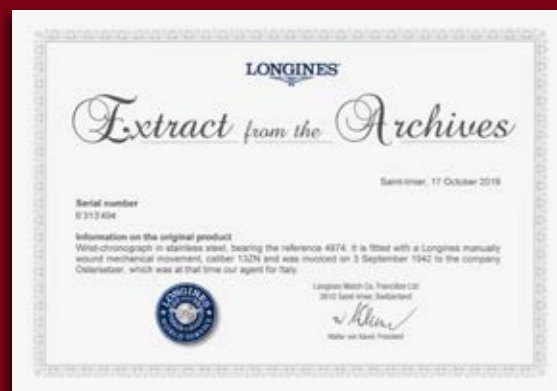 LONGINES
Extract from the Archives
Saint-Imier, 17 October 2019
Serial number
6'313'494
Information on the original product
Wrist-chronograph in stainless steel, bearing the reference 4974. It is fitted with a Longines manually
wound mechanical movement, caliber 13ZN and was invoiced on 3 September 1942 to the company
Ostersetzer, which was at that time our agent for Italy.
LONGINES
WORLD SERVICE
Longines Watch Co. Francillon Ltd
2610 Saint-Imier, Switzerland
Walter von Känel, President